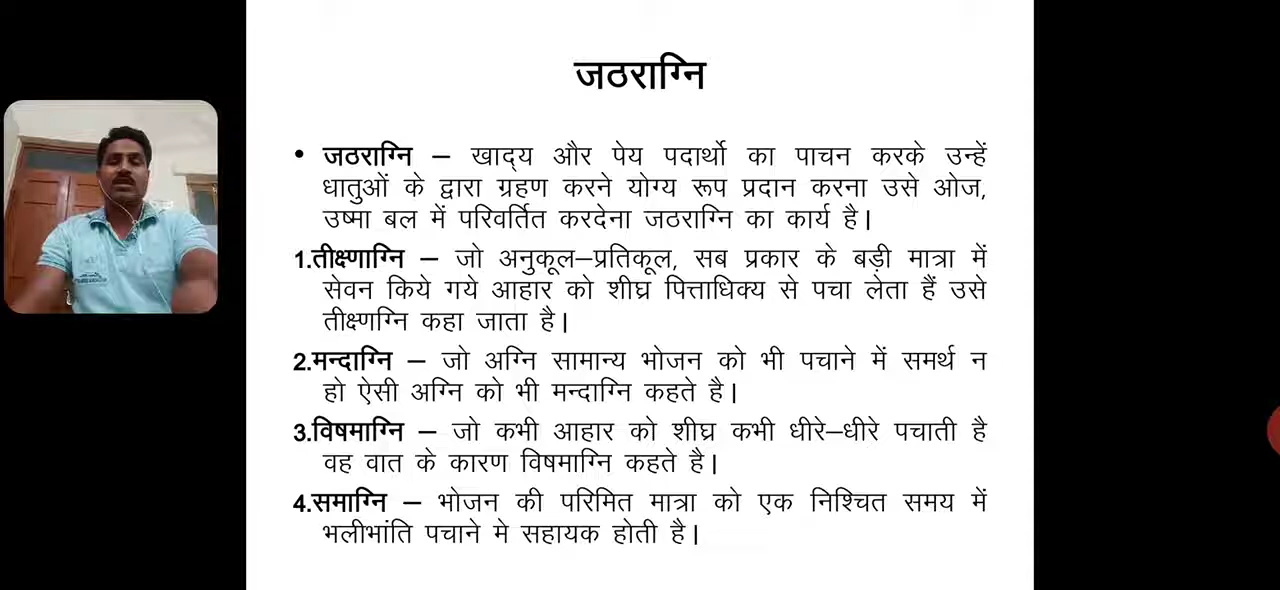 जठराग्नि
• जठराग्नि – खाद्य और पेय पदार्थो का पाचन करके उन्हें
धातुओं के द्वारा ग्रहण करने योग्य रूप प्रदान करना उसे ओज,
उष्मा बल में परिवर्तित करदेना जठराग्नि का कार्य है।
1.तीक्ष्णाग्नि – जो अनुकूल–प्रतिकूल, सब प्रकार के बड़ी मात्रा में
सेवन किये गये आहार को शीघ्र पित्ताधिक्य से पचा लेता हैं उसे
तीक्ष्णग्नि कहा जाता है।
2.मन्दाग्नि – जो अग्नि सामान्य भोजन को भी पचाने में समर्थ न
हो ऐसी अग्नि को भी मन्दाग्नि कहते है।
3.विषमाग्नि – जो कभी आहार को शीघ्र कभी धीरे–धीरे पचाती है
वह वात के कारण विषमाग्नि कहते है।
4.समाग्नि – भोजन की परिमित मात्रा को एक निश्चित समय में
भलीभांति पचाने मे सहायक होती है।